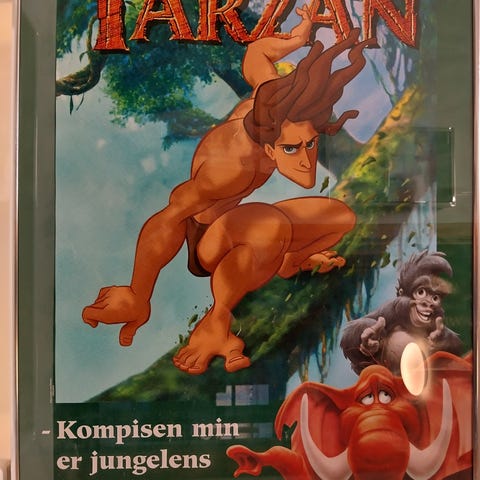 TARZAN
- Kompisen min
er jungelens